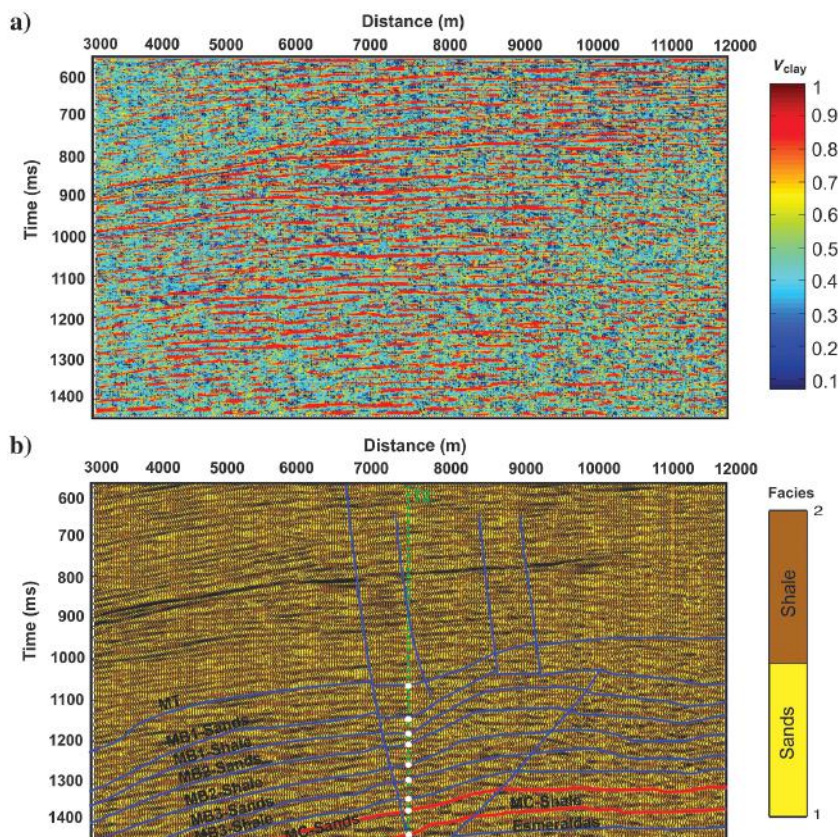 a)
Distance (m)
3000 4000 5000 6000 7000 8000 9000 10000 11000 12000
Time (ms)
600
700
800
900
1000
1100
1200
1300
1400
Vclay
1
0.9
0.8
0.7
0.6
0.5
0.4
0.3
0.2
0.1
b)
Distance (m)
3000 4000 5000 6000 7000 8000 9000 10000 11000 12000
Time (ms)
600
700
800
900
1000
1100
1200
1300
1400
MT
MB1-Sands
MB1-Shale
MB2-Sands
MB2-Shale
MB3-Sands
MB3-Shale
MC-Sands
MC-Shale
Esmeraldas
Facies
2
Shale
Sands
1